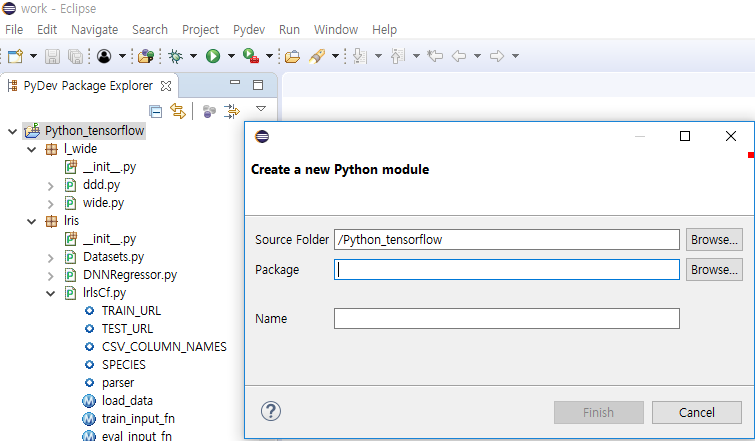 work - Eclipse
File Edit Navigate Search Project Pydev Run Window Help
PyDev Package Explorer
Python_tensorflow
I_wide
__init__.py
ddd.py
wide.py
Iris
__init__.py
Datasets.py
DNNRegressor.py
IrIsCf.py
TRAIN_URL
TEST_URL
CSV_COLUMN_NAMES
SPECIES
parser
load_data
train_input_fn
eval_input_fn
Create a new Python module
Source Folder /Python_tensorflow Browse...
Package Browse...
Name
? Finish Cancel